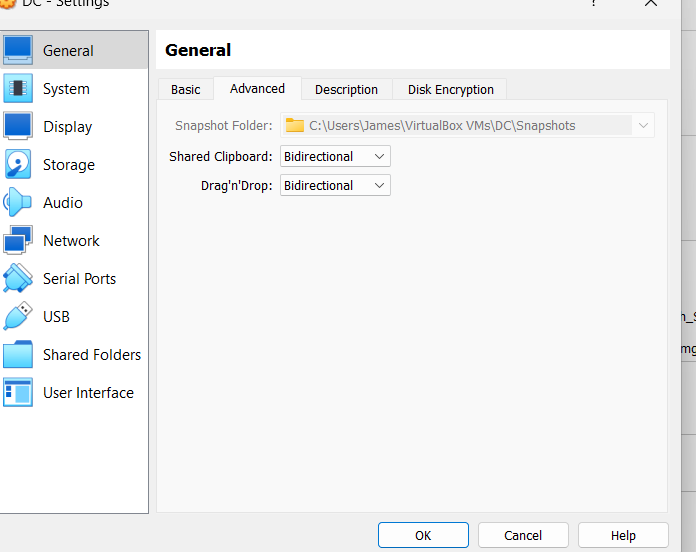 DC - Settings
?
General
System
Display
Storage
Audio
Network
Serial Ports
USB
Shared Folders
User Interface
General
Basic
Advanced
Description
Disk Encryption
Snapshot Folder: C:\Users\James\VirtualBox VMs\DC\Snapshots
Shared Clipboard: Bidirectional
Drag'n'Drop: Bidirectional
OK
Cancel
Help